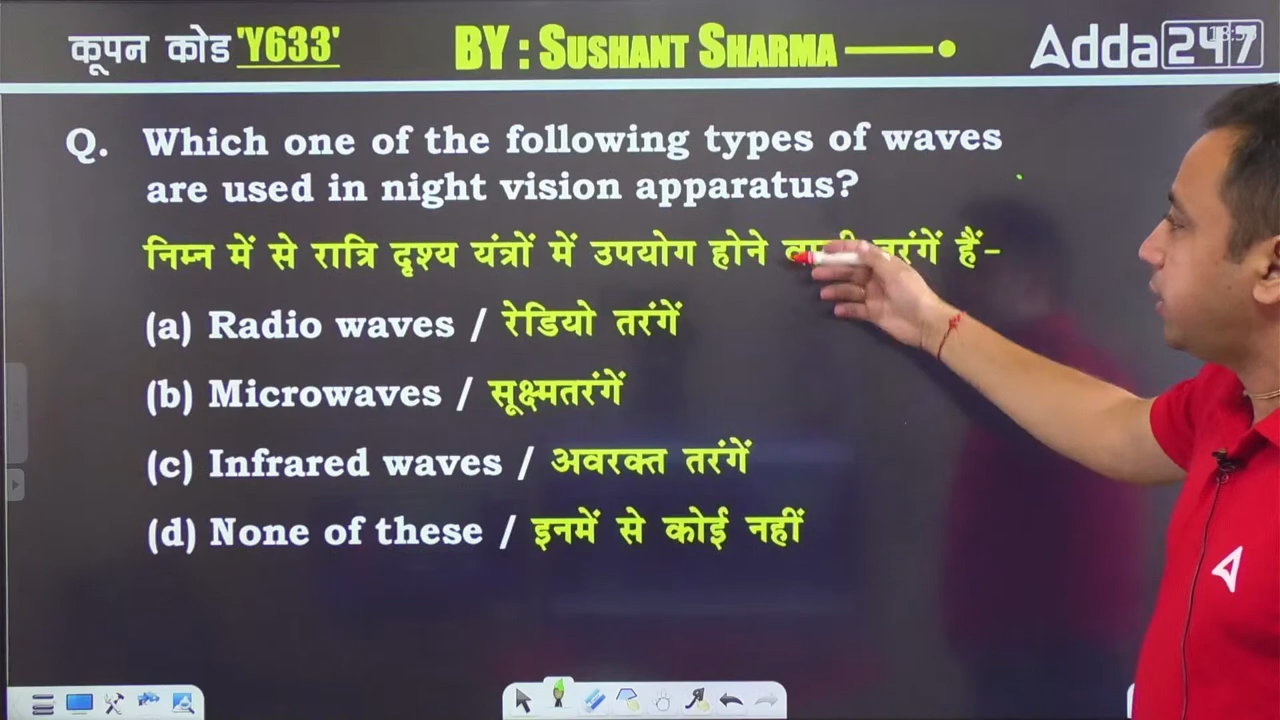 कूपन कोड 'Y633'
BY : SUSHANT SHARMA
Adda247
Q. Which one of the following types of waves
are used in night vision apparatus?
निम्न में से रात्रि दृश्य यंत्रों में उपयोग होने तरंगें हैं-
(a) Radio waves / रेडियो तरंगें
(b) Microwaves / सूक्ष्मतरंगें
(c) Infrared waves / अवरक्त तरंगें
(d) None of these / इनमें से कोई नहीं